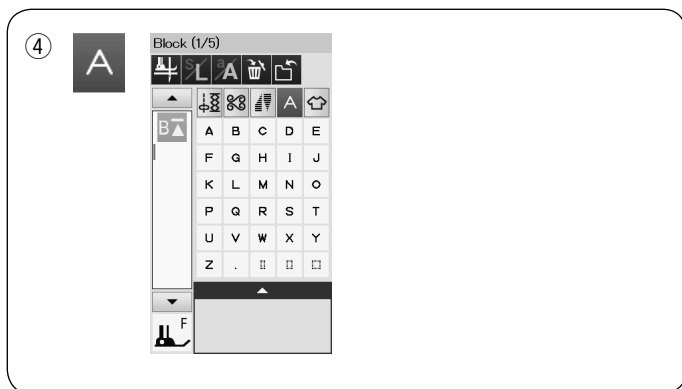 ④
A
Block (1/5)
S/L a/A
A
B
A B C D E
F G H I J
K L M N O
P Q R S T
U V W X Y
Z .
F